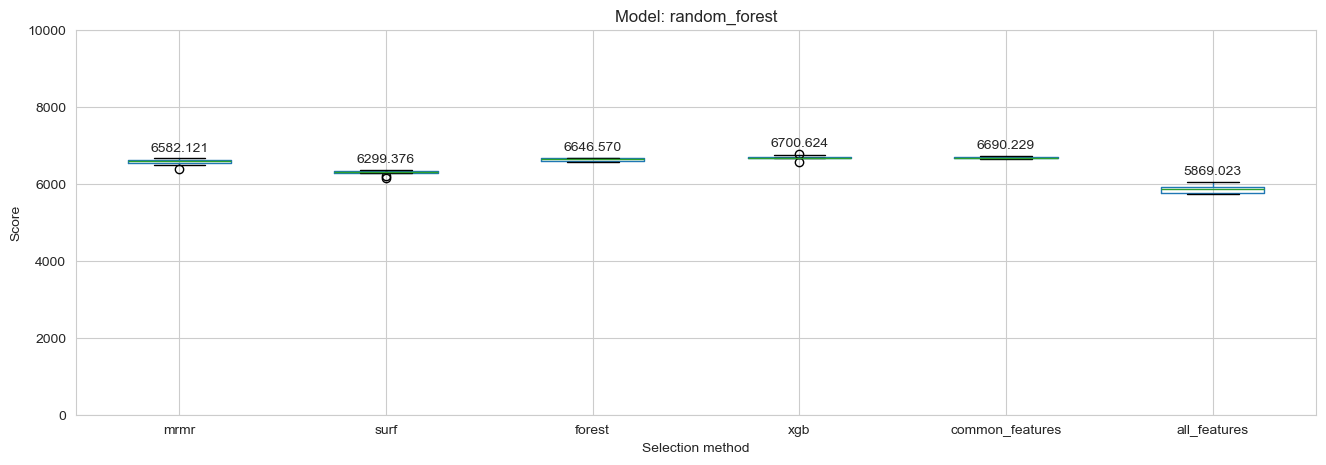 Model: random_forest
10000
8000
6000
4000
2000
0
Score
6582.121
6299.376
6646.570
6700.624
6690.229
5869.023
mrmr
surf
forest
xgb
common_features
all_features
Selection method